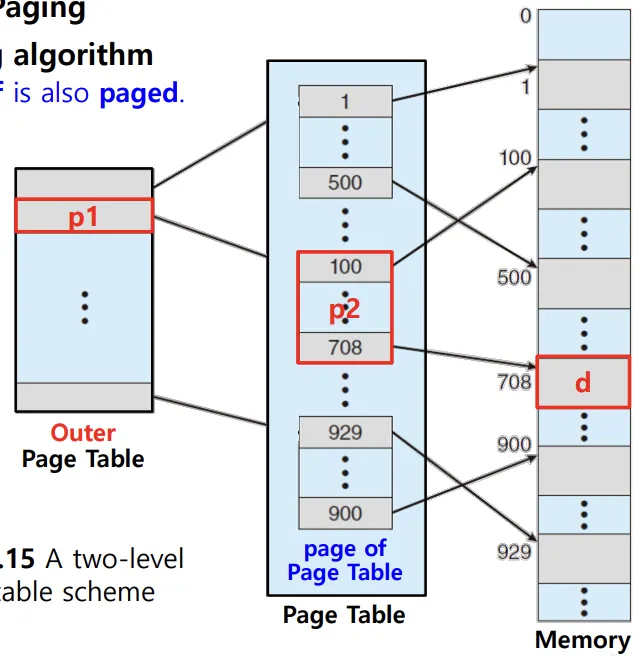 Paging
g algorithm
f is also paged.
p1
Outer
Page Table
.15 A two-level
table scheme
1
500
100
p2
708
929
900
page of
Page Table
Page Table
0
1
100
500
708
d
900
929
Memory